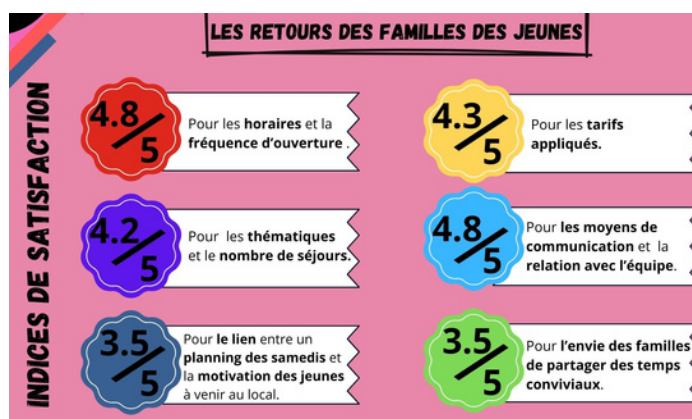 LES RETOURS DES FAMILLES DES JEUNES
INDICES DE SATISFACTION
4.8/5
Pour les horaires et la
fréquence d'ouverture .
4.3/5
Pour les tarifs
appliqués.
4.2/5
Pour les thématiques
et le nombre de séjours.
4.8/5
Pour les moyens de
communication et la
relation avec l'équipe.
3.5/5
Pour le lien entre un
planning des samedis et
la motivation des jeunes
à venir au local.
3.5/5
Pour l'envie des familles
de partager des temps
conviviaux.